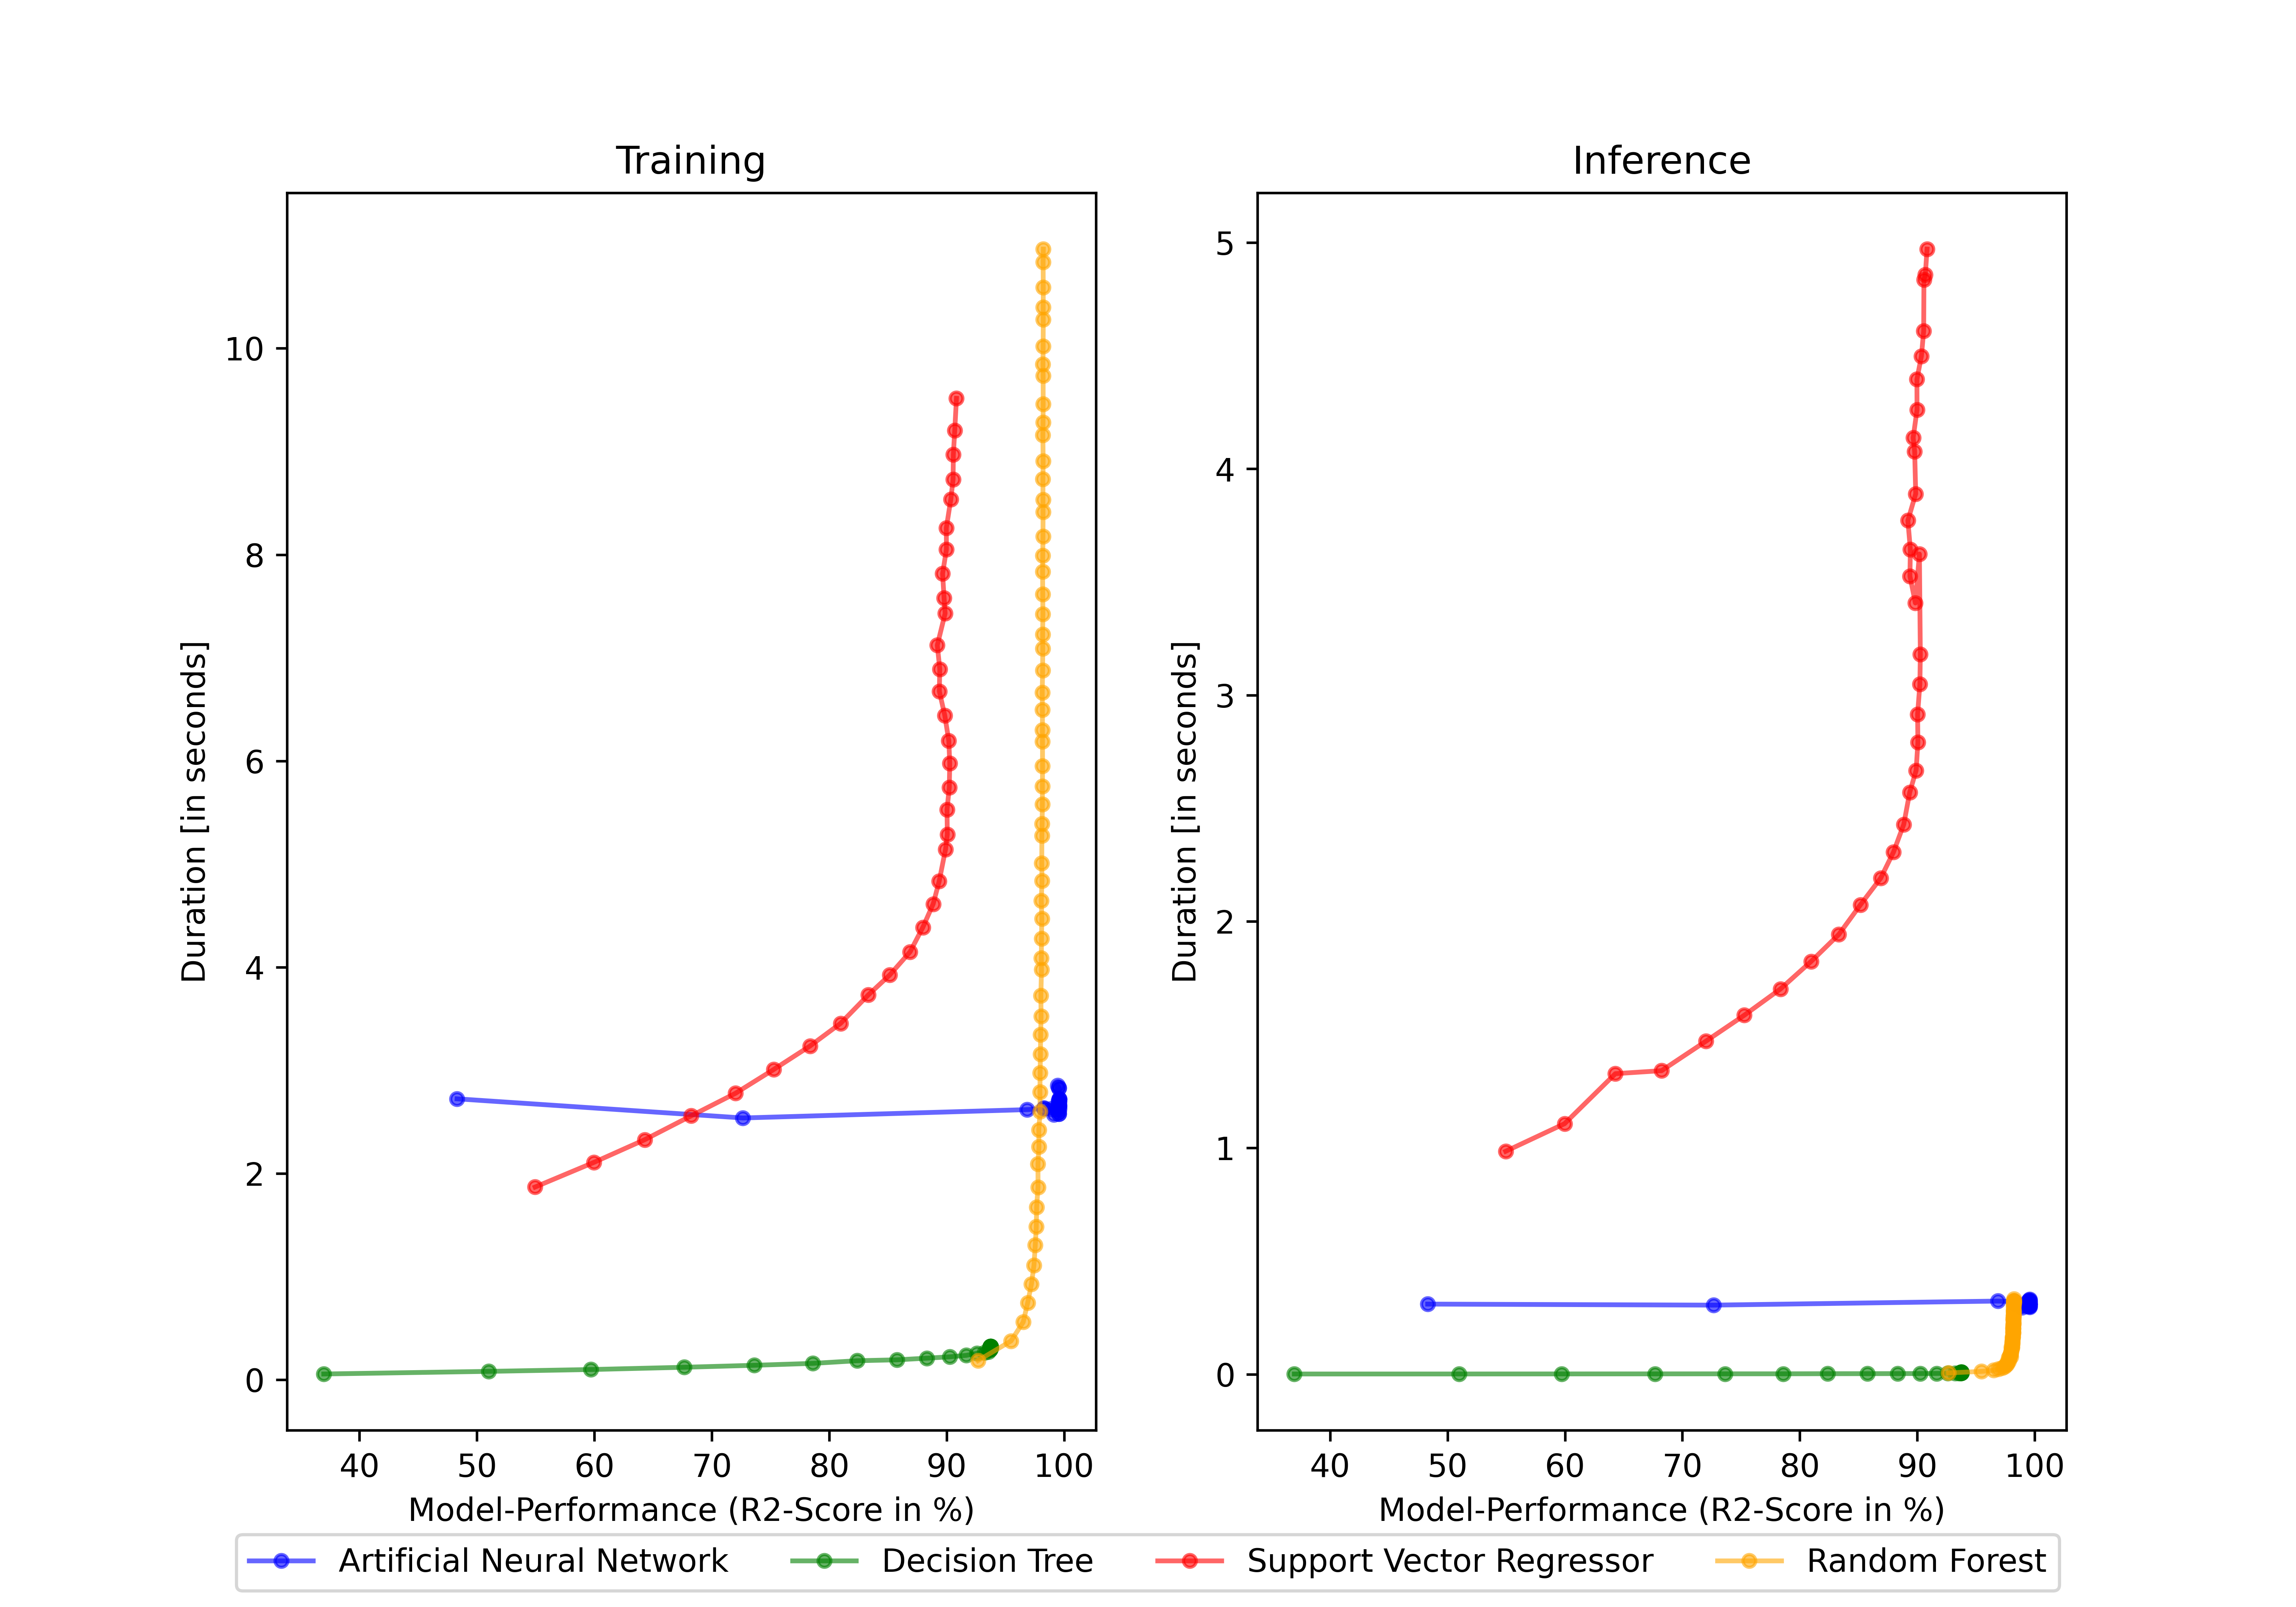 Training
Inference
10
8
6
4
2
0
Duration [in seconds]
40 50 60 70 80 90 100
Model-Performance (R2-Score in %)
5
4
3
2
1
0
Duration [in seconds]
40 50 60 70 80 90 100
Model-Performance (R2-Score in %)
Artificial Neural Network Decision Tree Support Vector Regressor Random Forest